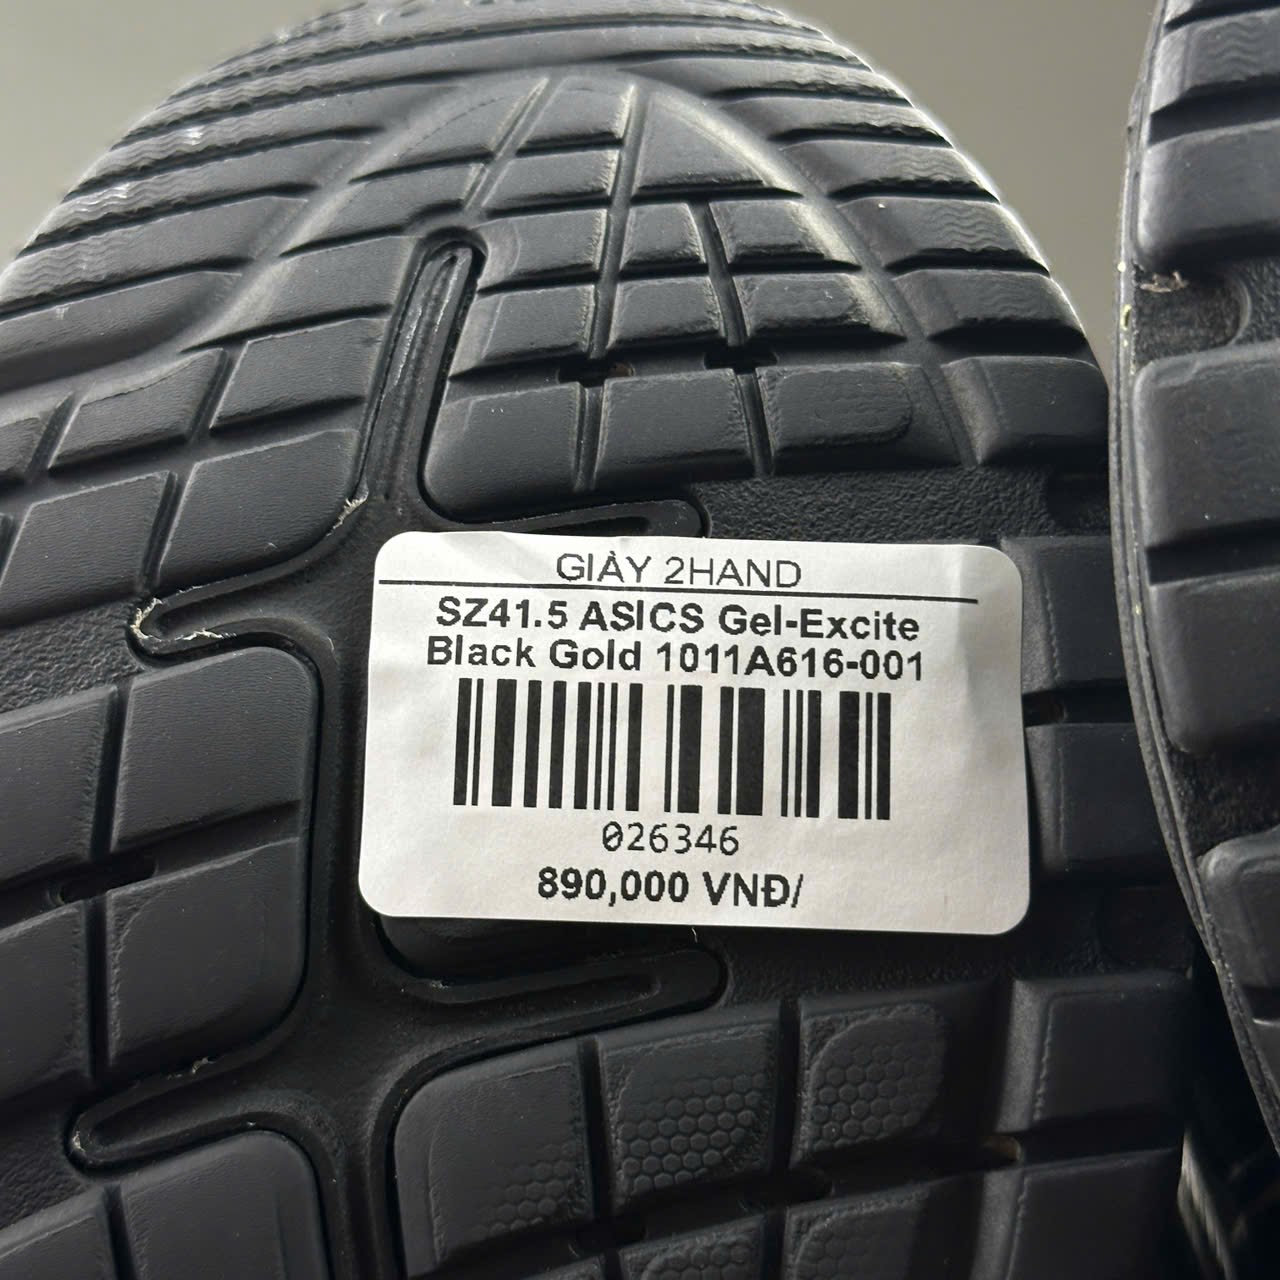 GIÀY 2HAND
SZ41.5 ASICS Gel-Excite
Black Gold 1011A616-001
026346
890,000 VNĐ/